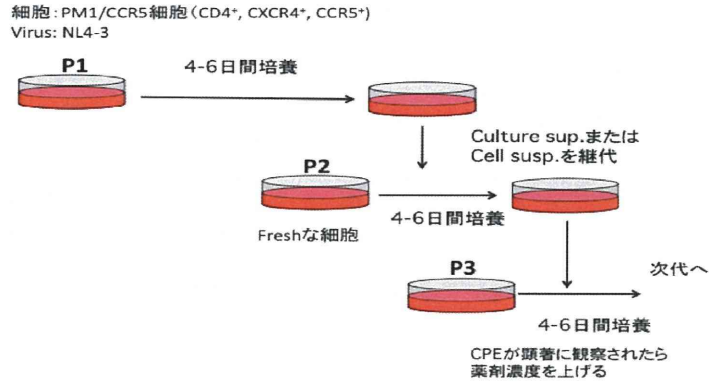 細胞:PM1/CCR5細胞(CD4⁺, CXCR4⁺, CCR5⁺)
Virus: NL4-3
P1
4-6日間培養
Culture sup.または
Cell susp.を継代
P2
4-6日間培養
Freshな細胞
P3
次代へ
4-6日間培養
CPEが顕著に観察されたら
薬剤濃度を上げる